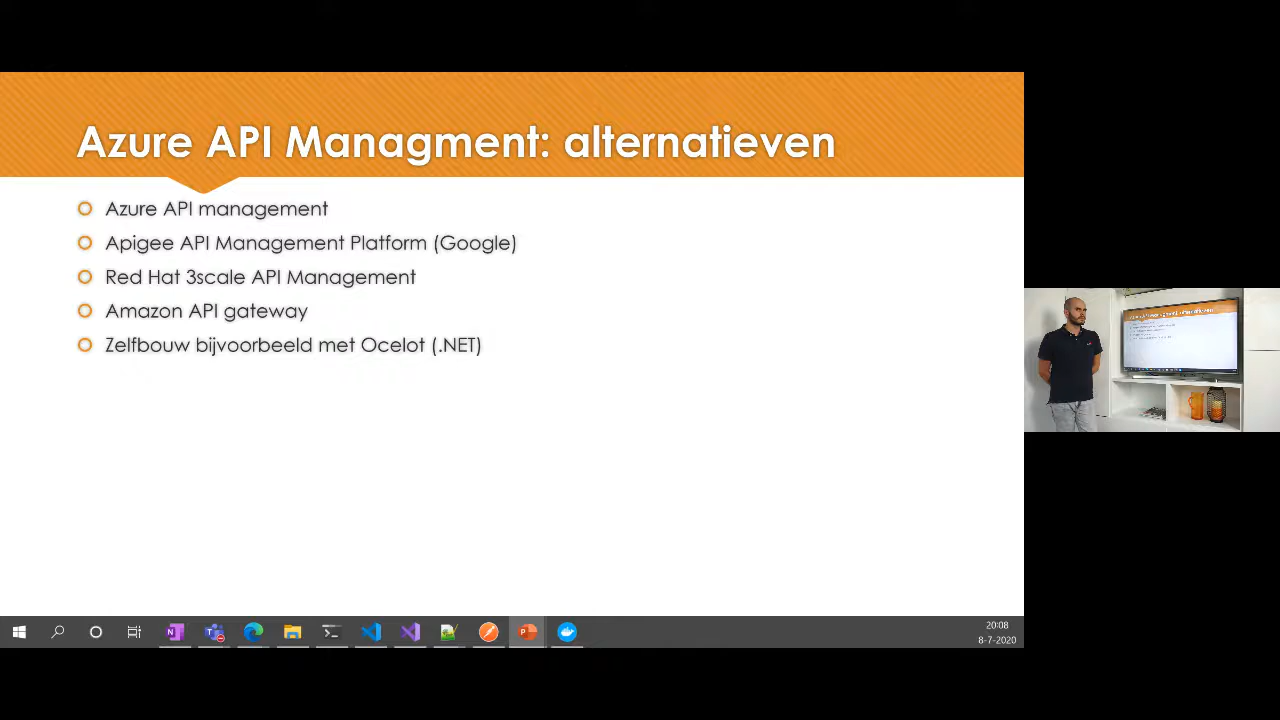 Azure API Managment: alternatieven
Azure API management
Apigee API Management Platform (Google)
Red Hat 3scale API Management
Amazon API gateway
Zelfbouw bijvoorbeeld met Ocelot (.NET)
20:08
8-7-2020